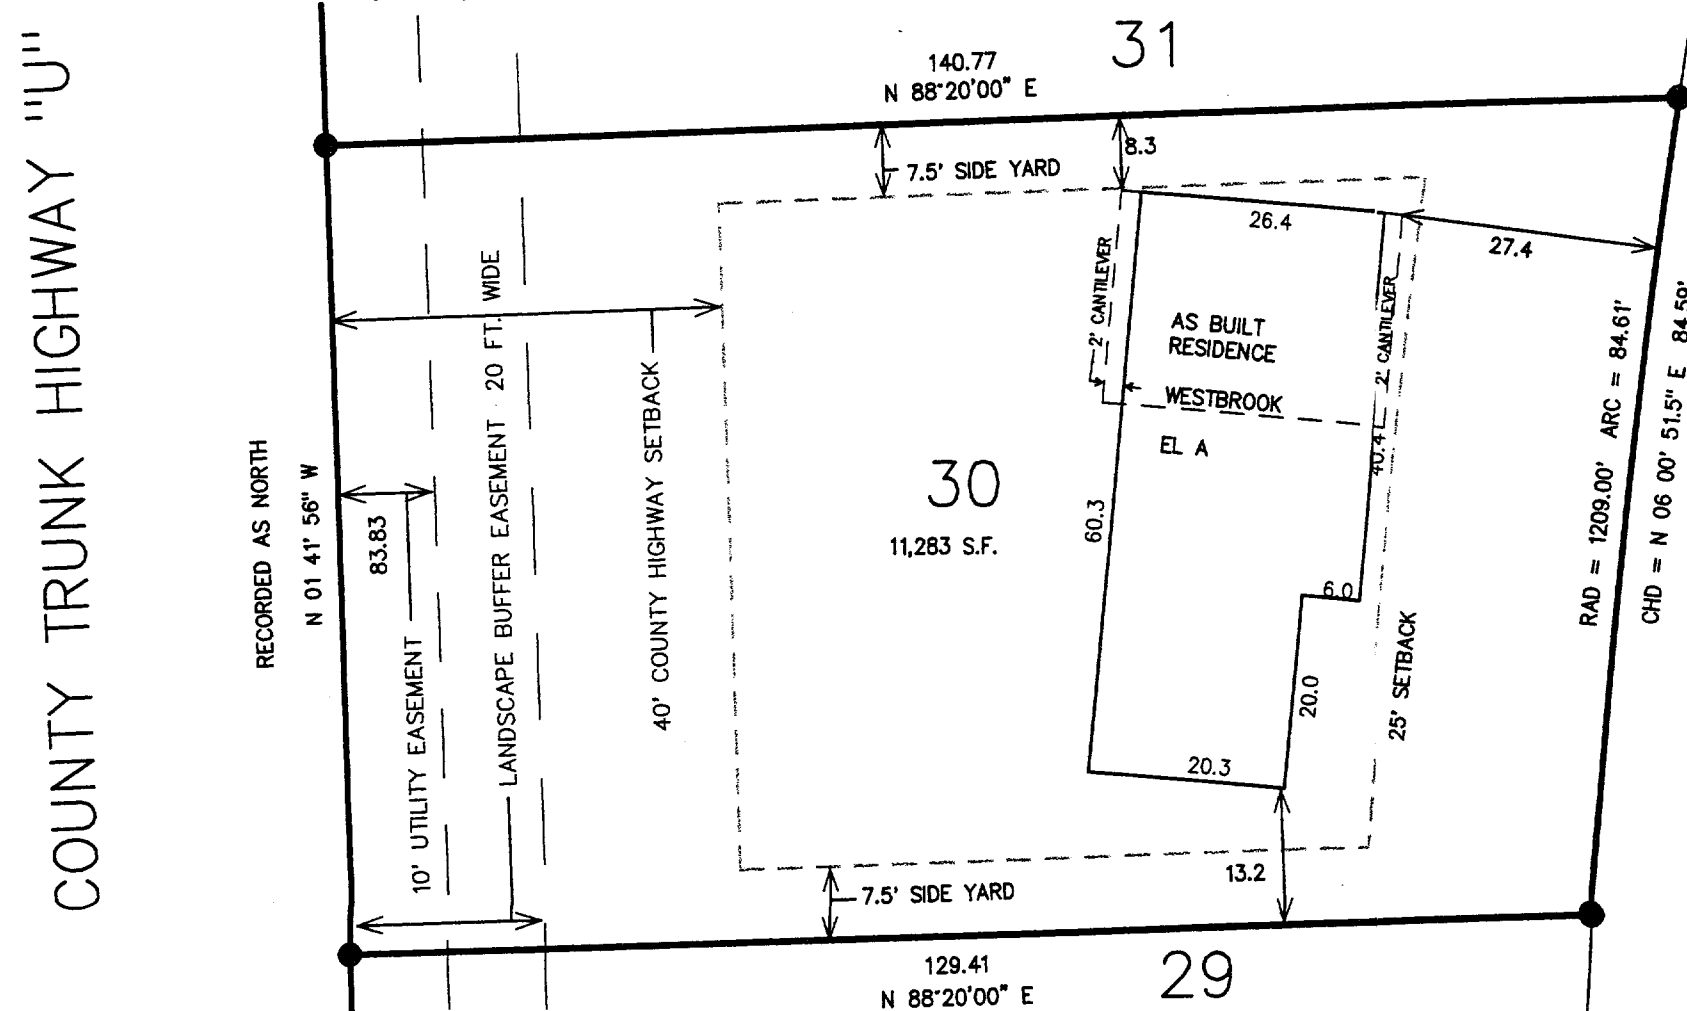 COUNTY TRUNK HIGHWAY "U"
31
140.77
N 88°20'00" E
8.3
7.5' SIDE YARD
26.4
27.4
2' CANTILEVER
2' CANTILEVER
AS BUILT
RESIDENCE
WESTBROOK
EL A
40.4
60.3
6.0
20.0
20.3
13.2
25' SETBACK
30
11,283 S.F.
40' COUNTY HIGHWAY SETBACK
LANDSCAPE BUFFER EASEMENT 20 FT. WIDE
10' UTILITY EASEMENT
83.83
RECORDED AS NORTH
N 01 41' 56" W
RAD = 1209.00' ARC = 84.61'
CHD = N 06 00' 51.5" E 84.59'
7.5' SIDE YARD
129.41
N 88°20'00" E
29